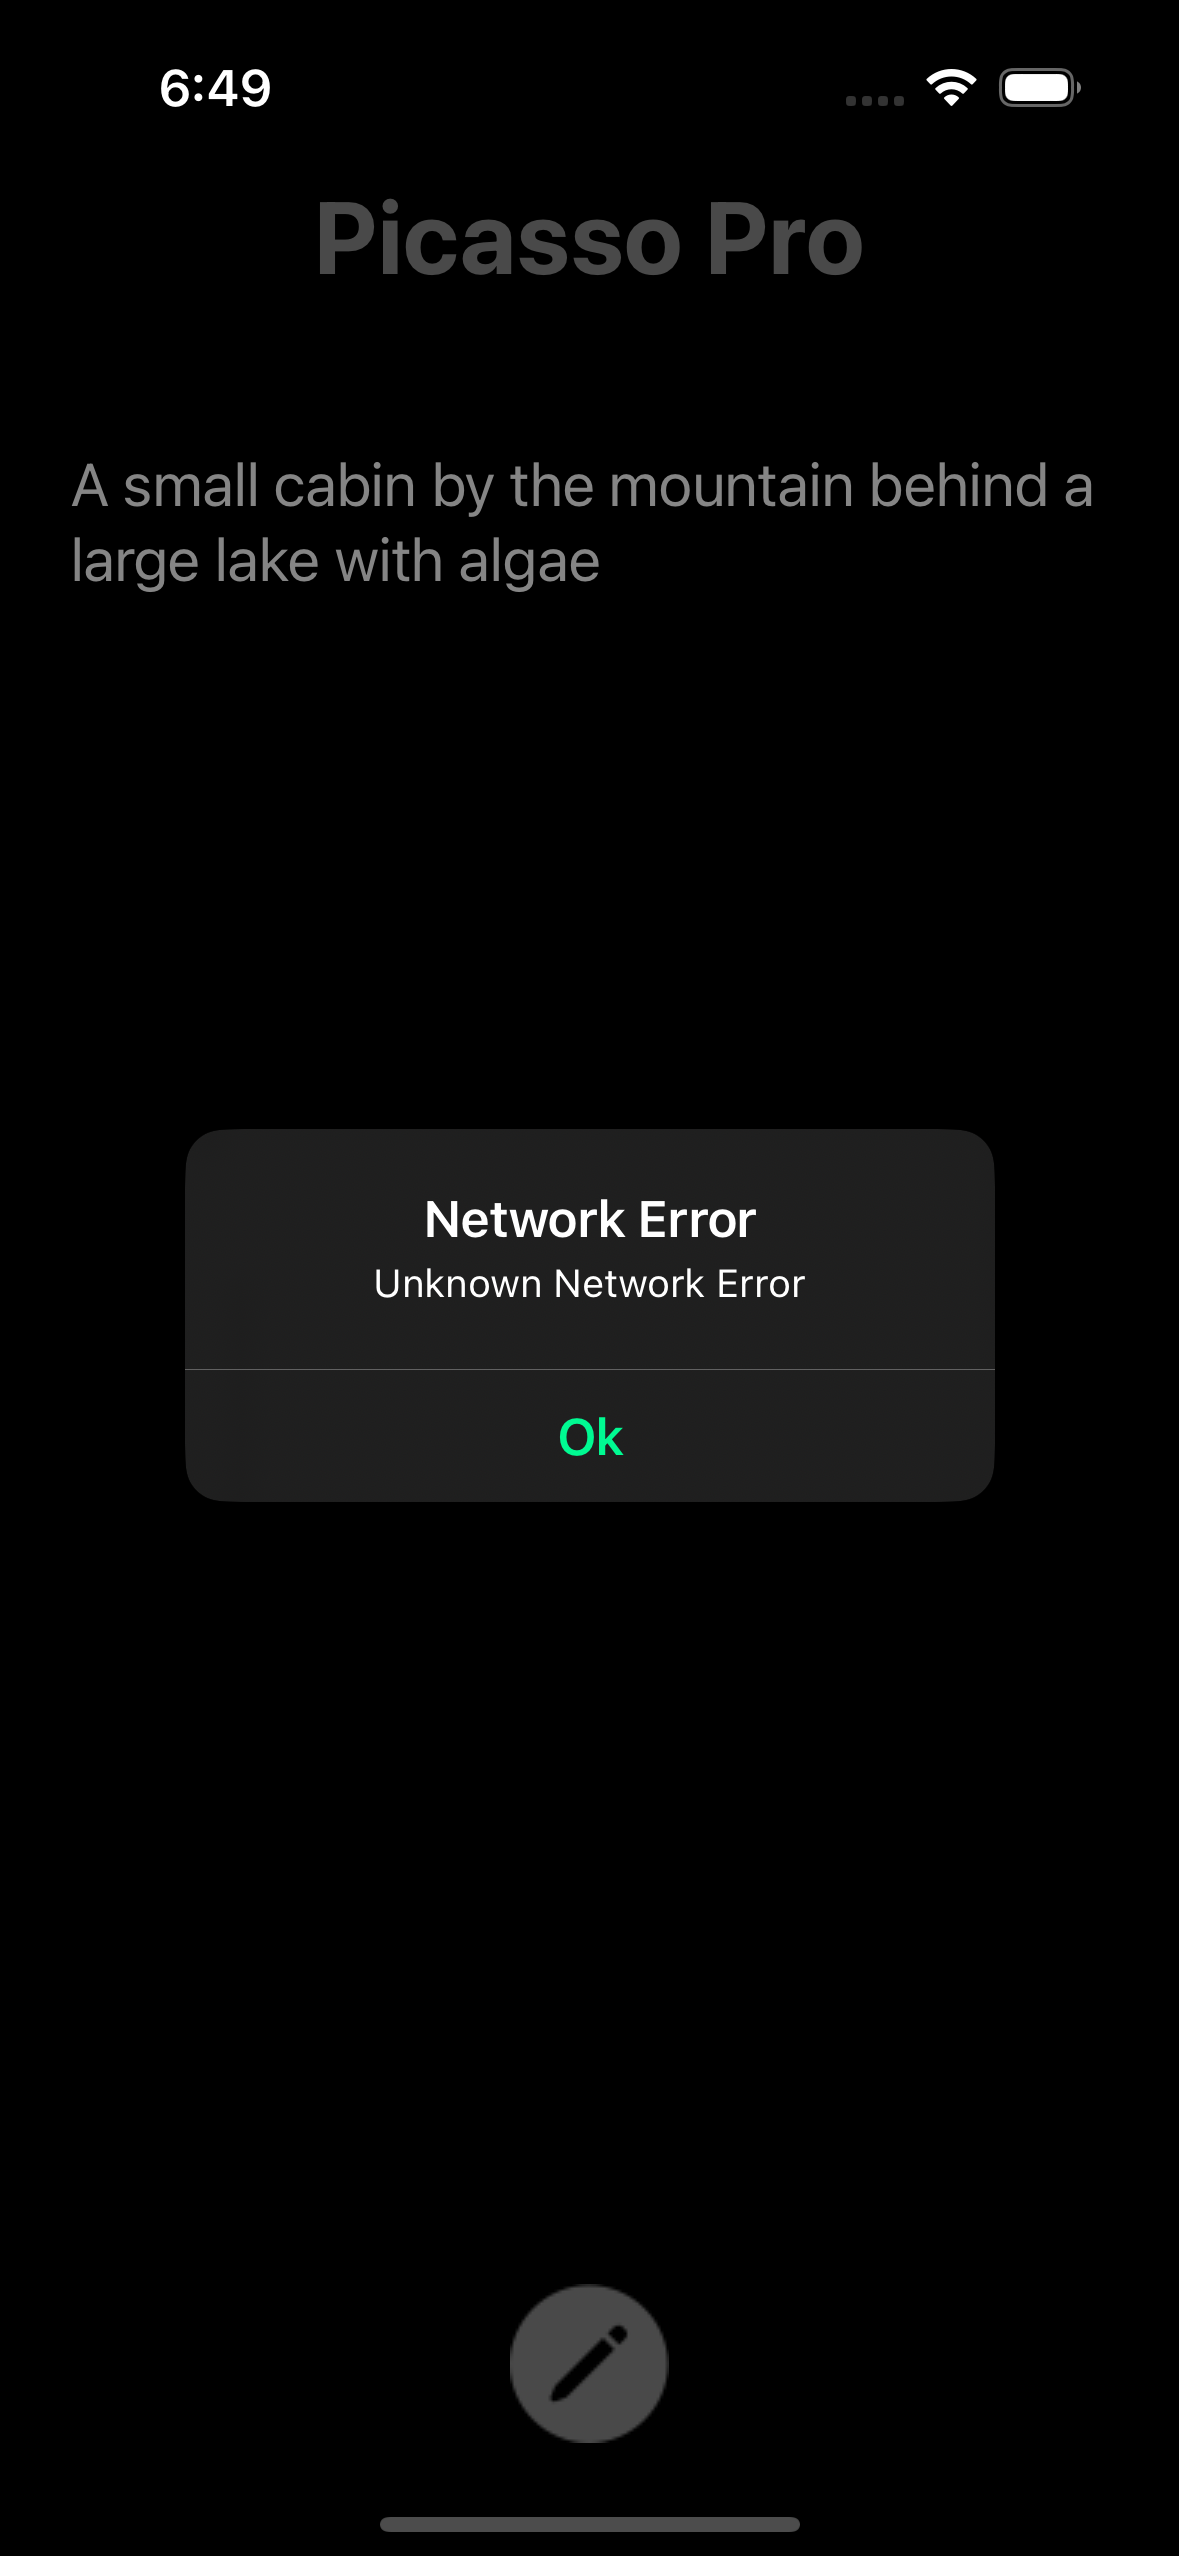 6:49
Picasso Pro
A small cabin by the mountain behind a
large lake with algae
Network Error
Unknown Network Error
Ok